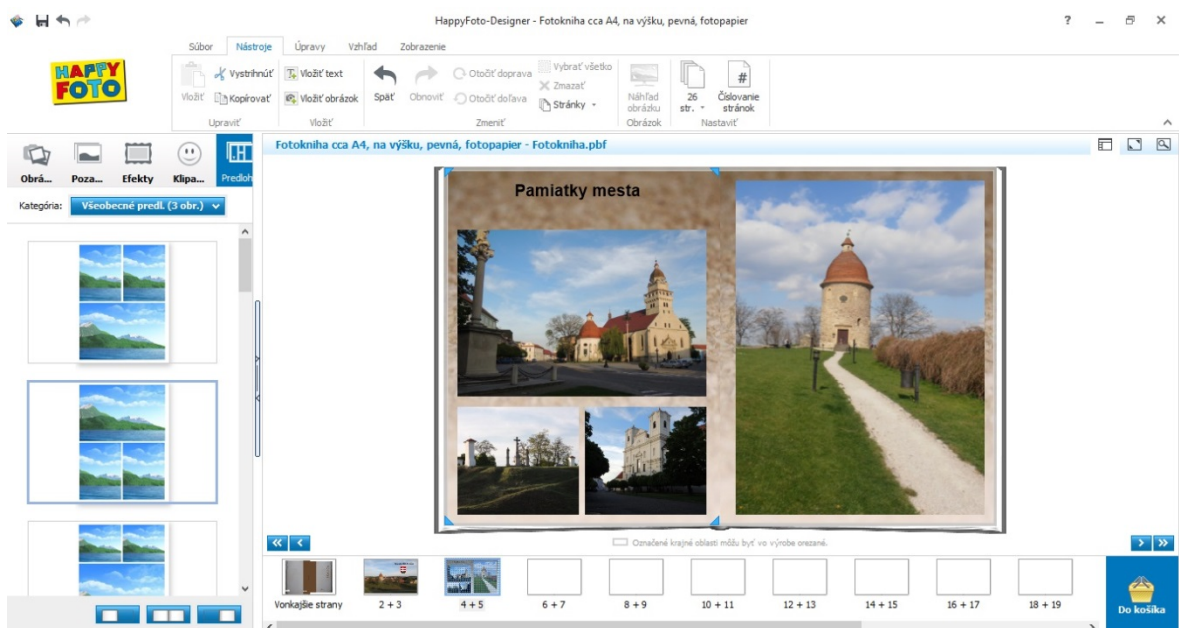 HappyFoto-Designer - Fotokniha cca A4, na výšku, pevná, fotopapier
?
Súbor Nástroje Úpravy Vzhľad Zobrazenie
HAPPY
FOTO
Vložiť
Vystrihnúť
Kopírovať
Upraviť
Vložiť text
Vložiť obrázok
Vložiť
Späť
Obnoviť
Otočiť doprava
Otočiť doľava
Vybrať všetko
Zmazať
Stránky
Zmeniť
Náhľad
obrázku
Obrázok
26
str.
#
Číslovanie
stránok
Nastaviť
Obrá... Poza... Efekty Klipa... Predloh
Kategória: Všeobecné predl. (3 obr.)
Fotokniha cca A4, na výšku, pevná, fotopapier - Fotokniha.pbf
Pamiatky mesta
Označené krajné oblasti môžu byť vo výrobe orezané.
Vonkajšie strany 2 + 3 4 + 5 6 + 7 8 + 9 10 + 11 12 + 13 14 + 15 16 + 17 18 + 19
Do košíka